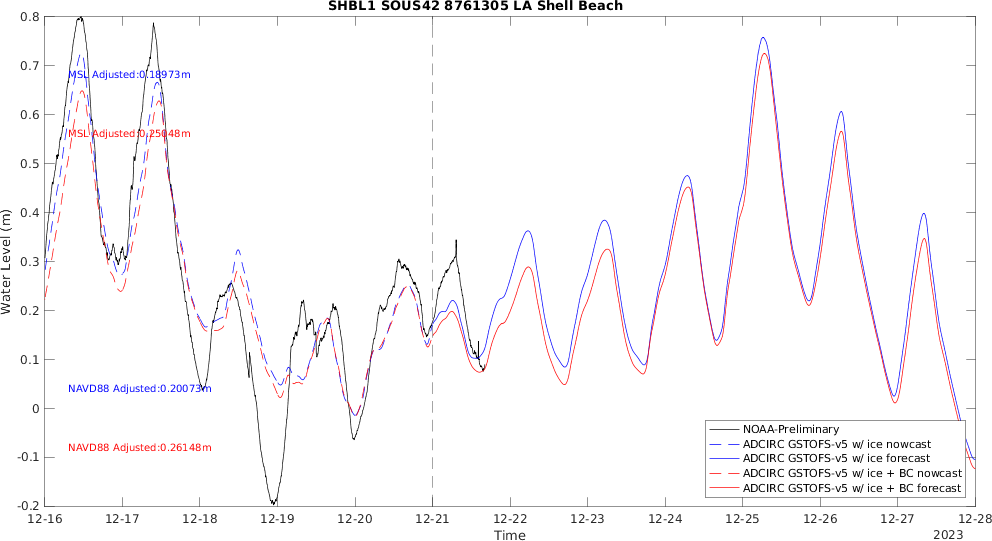 SHBL1 SOUS42 8761305 LA Shell Beach
0.8
0.7
0.6
0.5
0.4
0.3
0.2
0.1
0
-0.1
-0.2
Water Level (m)
MSL Adjusted:0.18973m
MSL Adjusted:0.25048m
NAVD88 Adjusted:0.20073m
NAVD88 Adjusted:0.26148m
NOAA-Preliminary
ADCIRC GSTOFS-v5 w/ ice nowcast
ADCIRC GSTOFS-v5 w/ ice forecast
ADCIRC GSTOFS-v5 w/ ice + BC nowcast
ADCIRC GSTOFS-v5 w/ ice + BC forecast
12-16 12-17 12-18 12-19 12-20 12-21 12-22 12-23 12-24 12-25 12-26 12-27 12-28
Time
2023